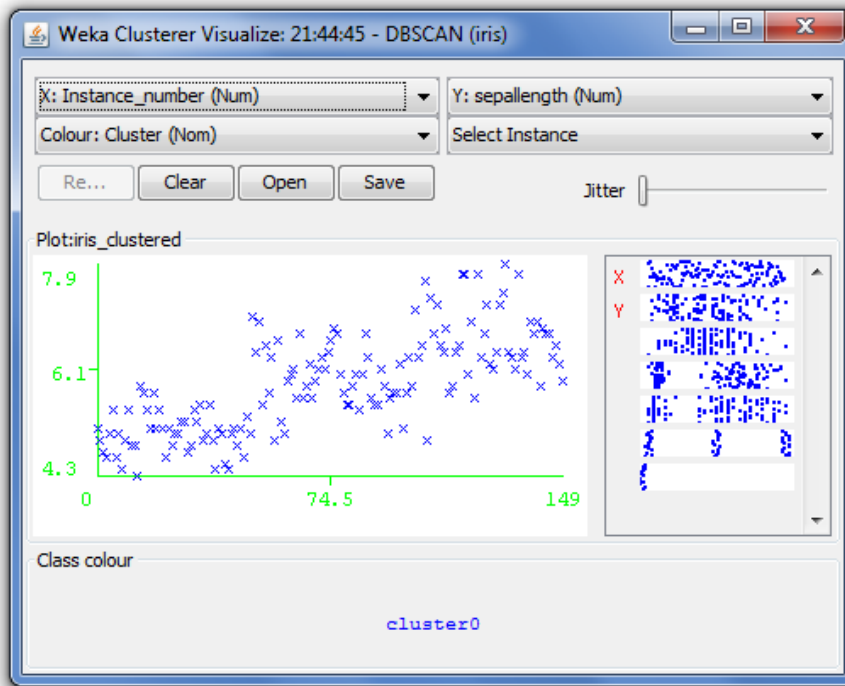 Weka Clusterer Visualize: 21:44:45 - DBSCAN (iris)
X: Instance_number (Num) Y: sepallength (Num)
Colour: Cluster (Nom) Select Instance
Re... Clear Open Save Jitter
Plot:iris_clustered
7.9
6.1
4.3
0 74.5 149
X
Y
Class colour
cluster0